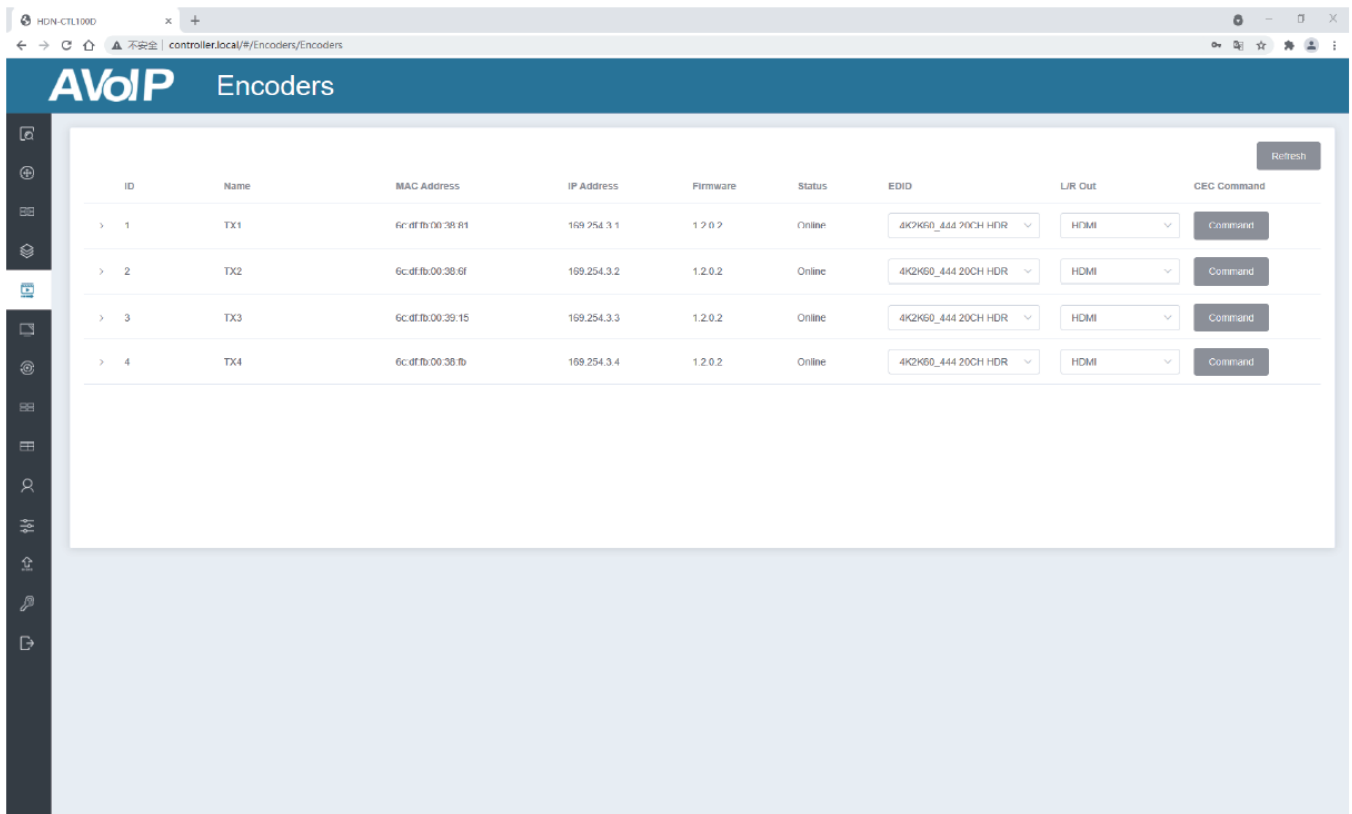 HDN-CTL100D
不安全 controller.local/#/Encoders/Encoders
AVoIP Encoders
Refresh
ID Name MAC Address IP Address Firmware Status EDID L/R Out CEC Command
1 TX1 6c:df:fb:00:38:81 169.254.3.1 1.2.0.2 Online 4K2K60_444 20CH HDR HDMI Command
2 TX2 6c:df:fb:00:38:6f 169.254.3.2 1.2.0.2 Online 4K2K60_444 20CH HDR HDMI Command
3 TX3 6c:df:fb:00:39:15 169.254.3.3 1.2.0.2 Online 4K2K60_444 20CH HDR HDMI Command
4 TX4 6c:df:fb:00:38:fb 169.254.3.4 1.2.0.2 Online 4K2K60_444 20CH HDR HDMI Command